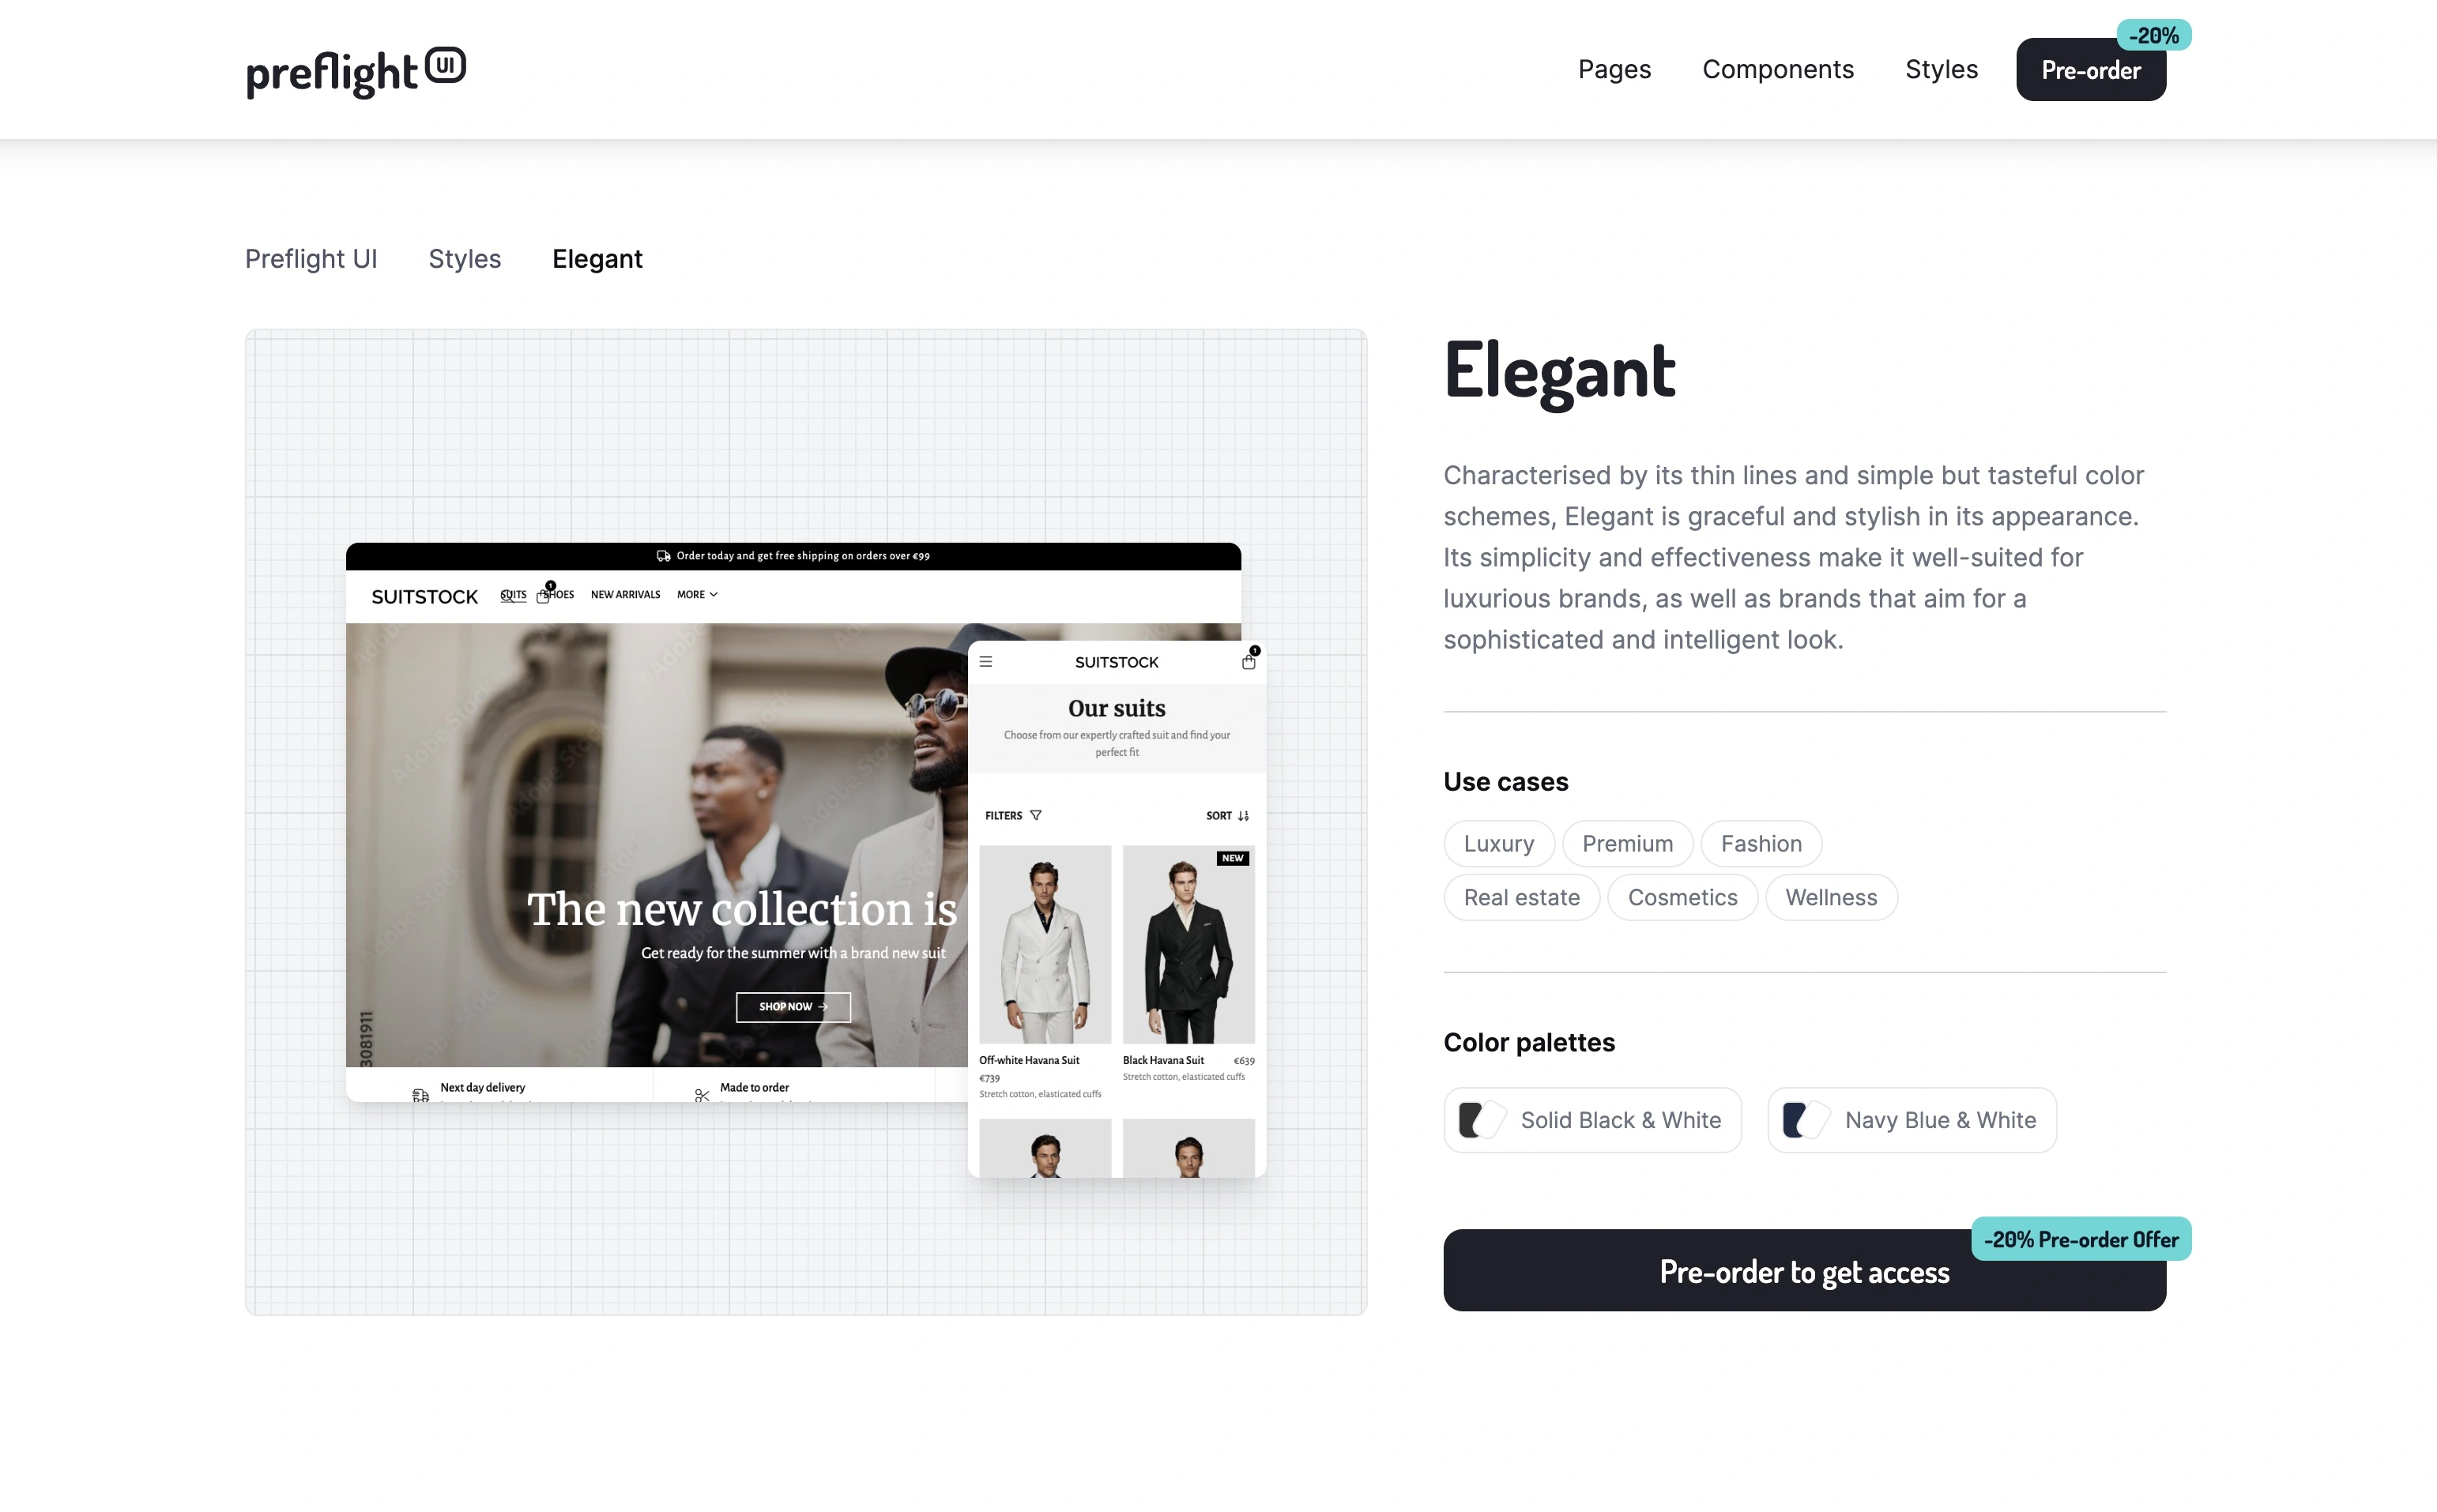 preflight UI
Pages Components Styles Pre-order -20%
Preflight UI Styles Elegant
Order today and get free shipping on orders over €99
SUITSTOCK SUITS SHOES NEW ARRIVALS MORE
1
The new collection is
Get ready for the summer with a brand new suit
SHOP NOW →
Adobe Stock
3081911
Next day delivery
Made to order
SUITSTOCK
1
Our suits
Choose from our expertly crafted suit and find your
perfect fit
FILTERS SORT
NEW
Off-white Havana Suit
€739
Stretch cotton, elasticated cuffs
Black Havana Suit €639
Stretch cotton, elasticated cuffs
Elegant
Characterised by its thin lines and simple but tasteful color
schemes, Elegant is graceful and stylish in its appearance.
Its simplicity and effectiveness make it well-suited for
luxurious brands, as well as brands that aim for a
sophisticated and intelligent look.
Use cases
Luxury Premium Fashion
Real estate Cosmetics Wellness
Color palettes
Solid Black & White Navy Blue & White
-20% Pre-order Offer
Pre-order to get access